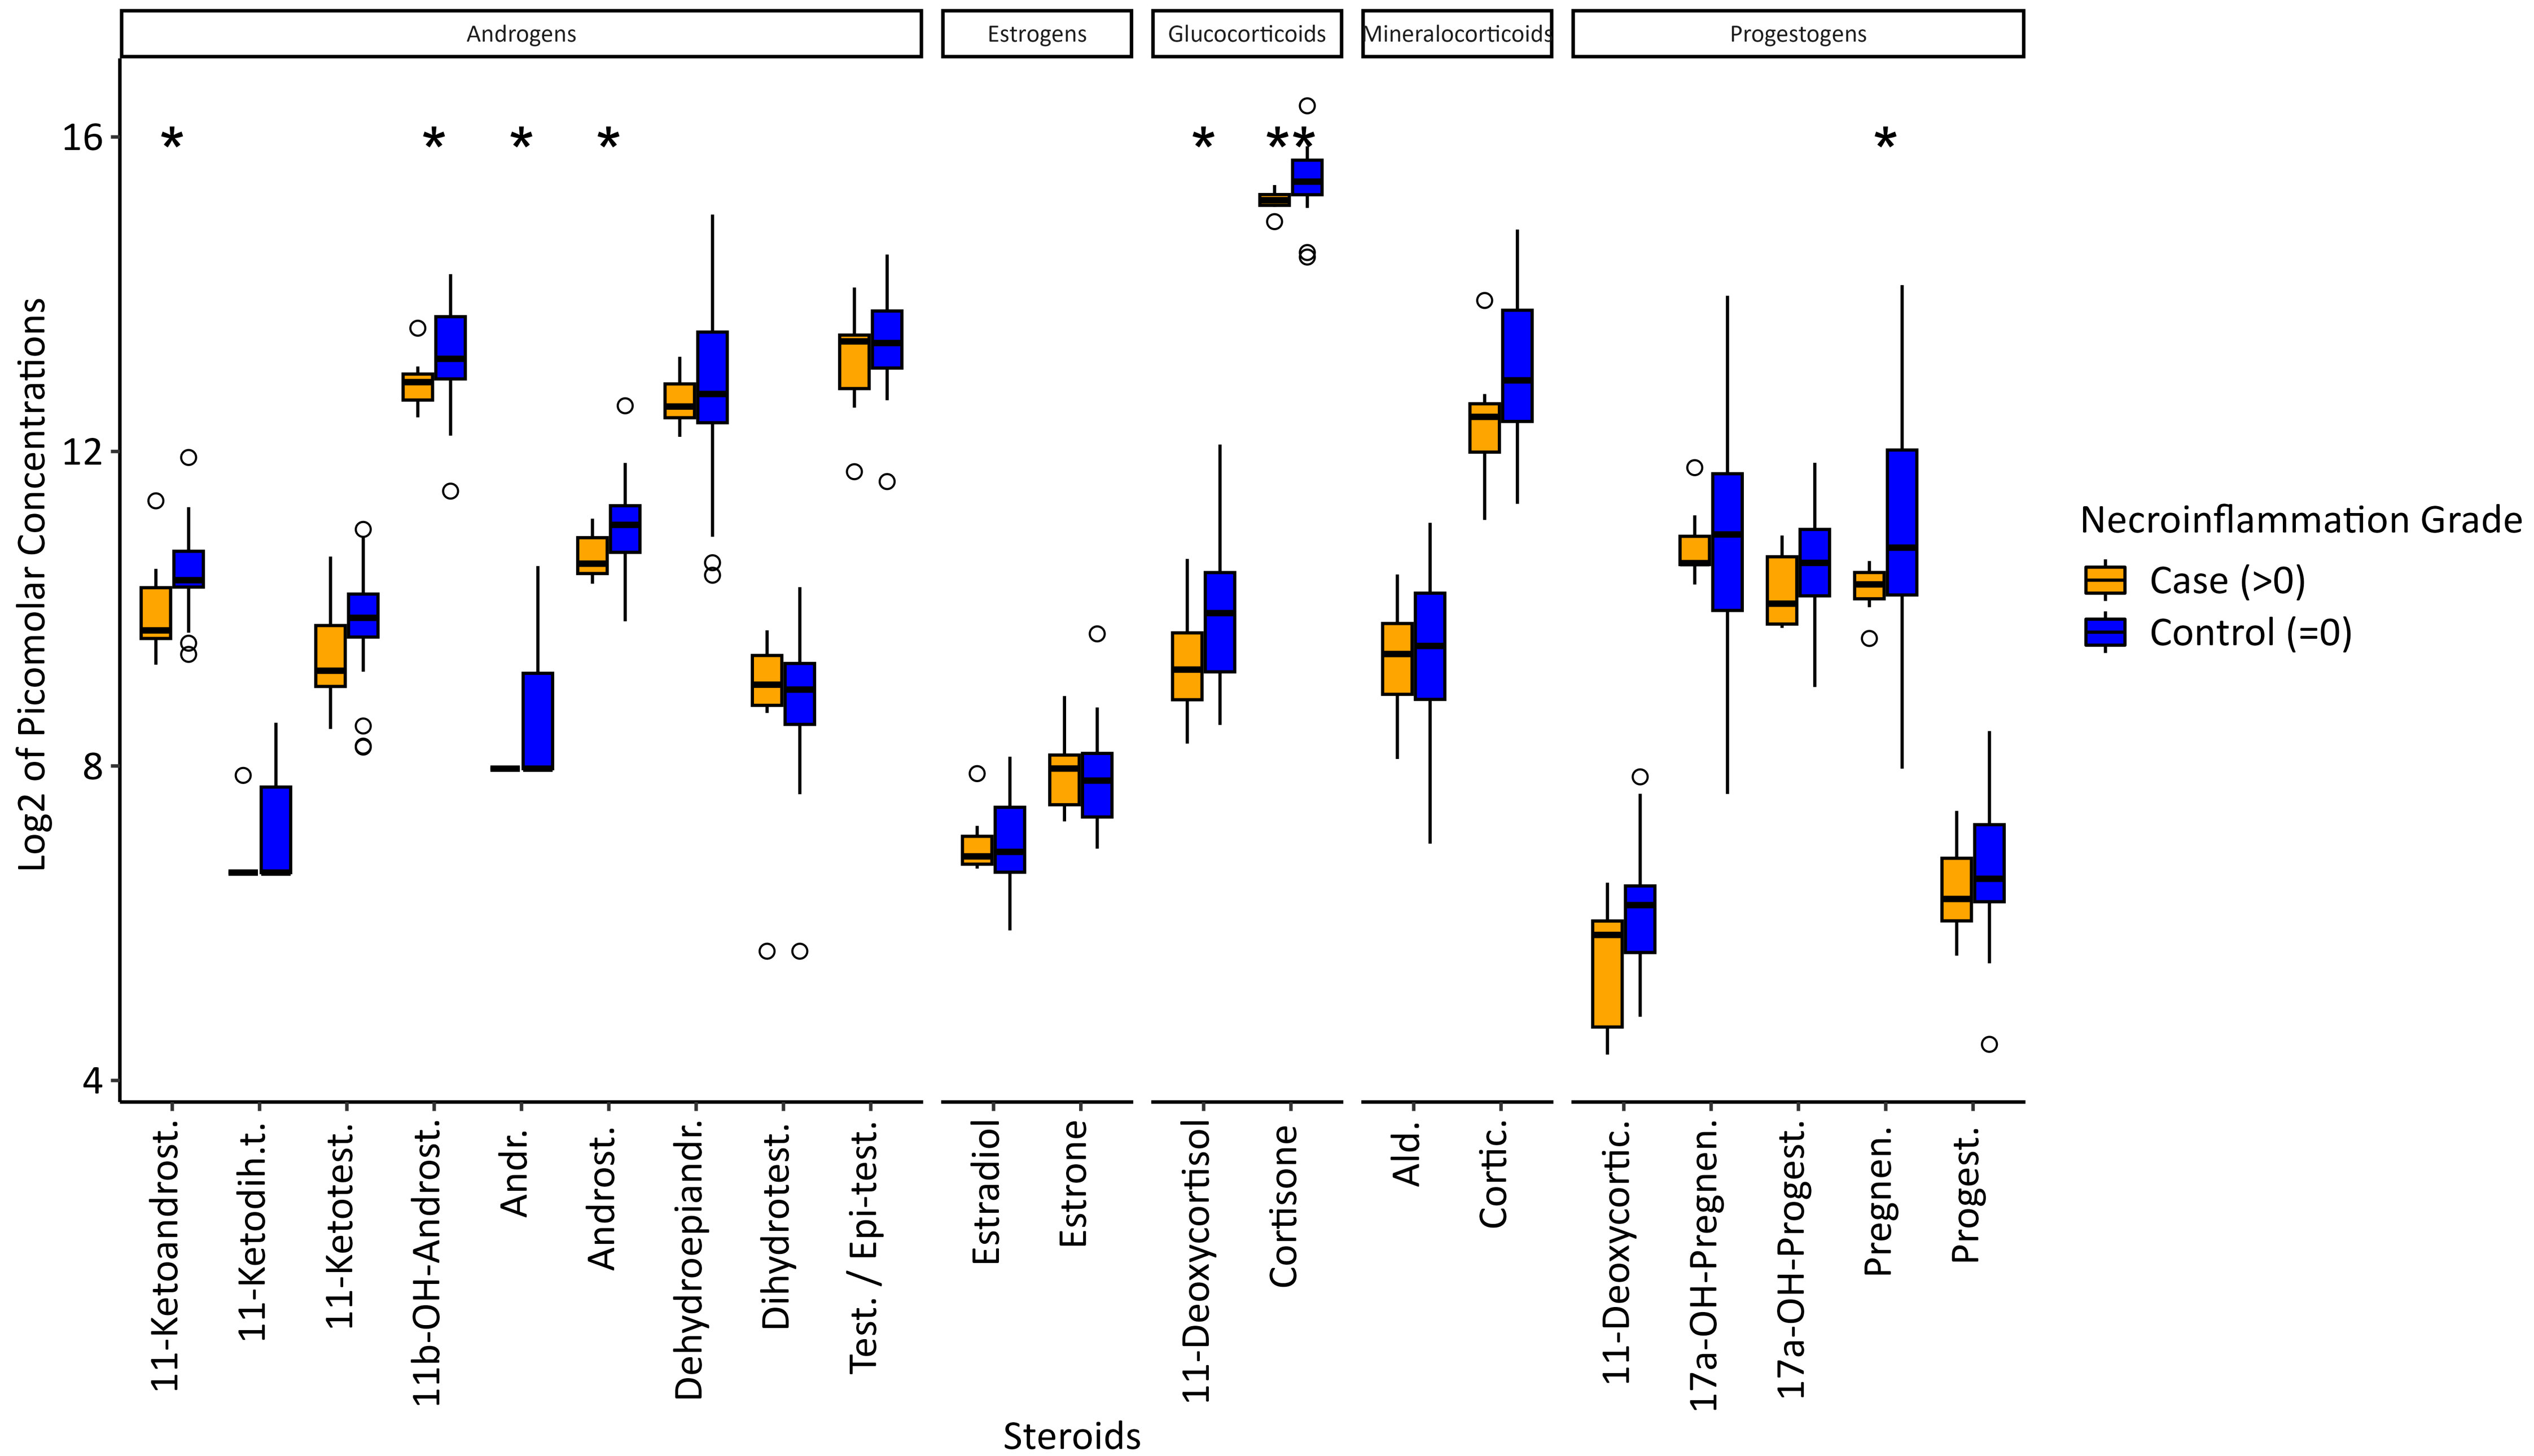 Androgens Estrogens Glucocorticoids Mineralocorticoids Progestogens
* * * * * ** *
16
12
8
4
Log2 of Picomolar Concentrations
11-Ketoandrost.
11-Ketodih.t.
11-Ketotest.
11b-OH-Androst.
Andr.
Androst.
Dehydroepiandr.
Dihydrotest.
Test. / Epi-test.
Estradiol
Estrone
11-Deoxycortisol
Cortisone
Ald.
Cortic.
11-Deoxycortic.
17a-OH-Pregnen.
17a-OH-Progest.
Pregnen.
Progest.
Steroids
Necroinflammation Grade
Case (>0)
Control (=0)